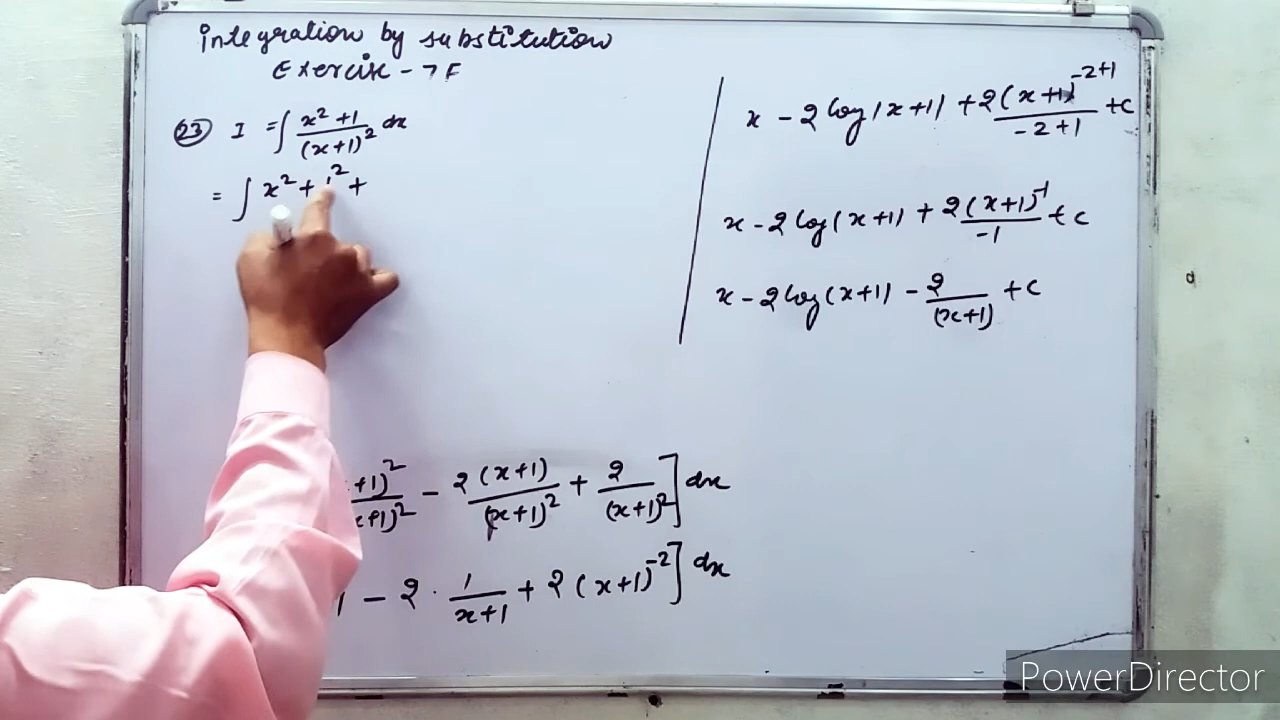 integration by substitution
Exercise - 7F
23 I = ∫ x² + 1 / (x+1)² dx
= ∫ x² + 1² +
+1)² / x+1)² - 2 (x+1) / (x+1)² + 2 / (x+1)² ] dx
1 - 2 · 1 / x+1 + 2 (x+1)⁻² ] dx
x - 2 log |x+1| + 2 (x+1)⁻²⁺¹ / -2+1 + c
x - 2 log (x+1) + 2 (x+1)⁻¹ / -1 + c
x - 2 log (x+1) - 2 / (x+1) + c
PowerDirector